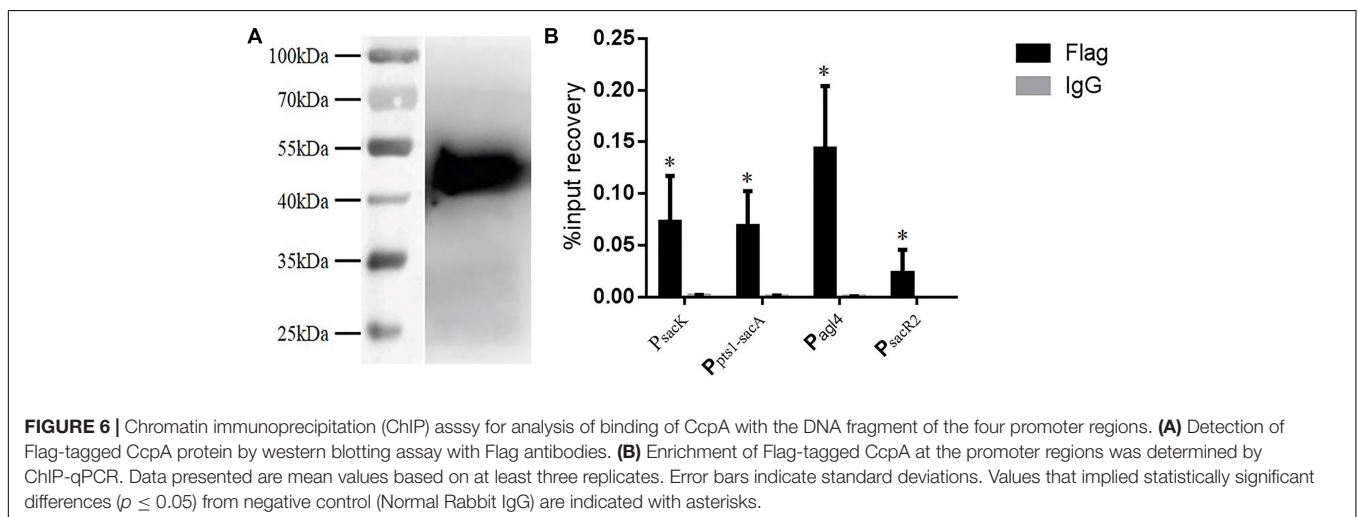 A
100kDa
70kDa
55kDa
40kDa
35kDa
25kDa
B
%input recovery
0.25
0.20
0.15
0.10
0.05
0.00
*
*
*
*
PsacK
Ppts1-sacA
Pagl4
PsacR2
Flag
IgG
FIGURE 6 | Chromatin immunoprecipitation (ChIP) asssy for analysis of binding of CcpA with the DNA fragment of the four promoter regions. (A) Detection of
Flag-tagged CcpA protein by western blotting assay with Flag antibodies. (B) Enrichment of Flag-tagged CcpA at the promoter regions was determined by
ChIP-qPCR. Data presented are mean values based on at least three replicates. Error bars indicate standard deviations. Values that implied statistically significant
differences (p ≤ 0.05) from negative control (Normal Rabbit IgG) are indicated with asterisks.